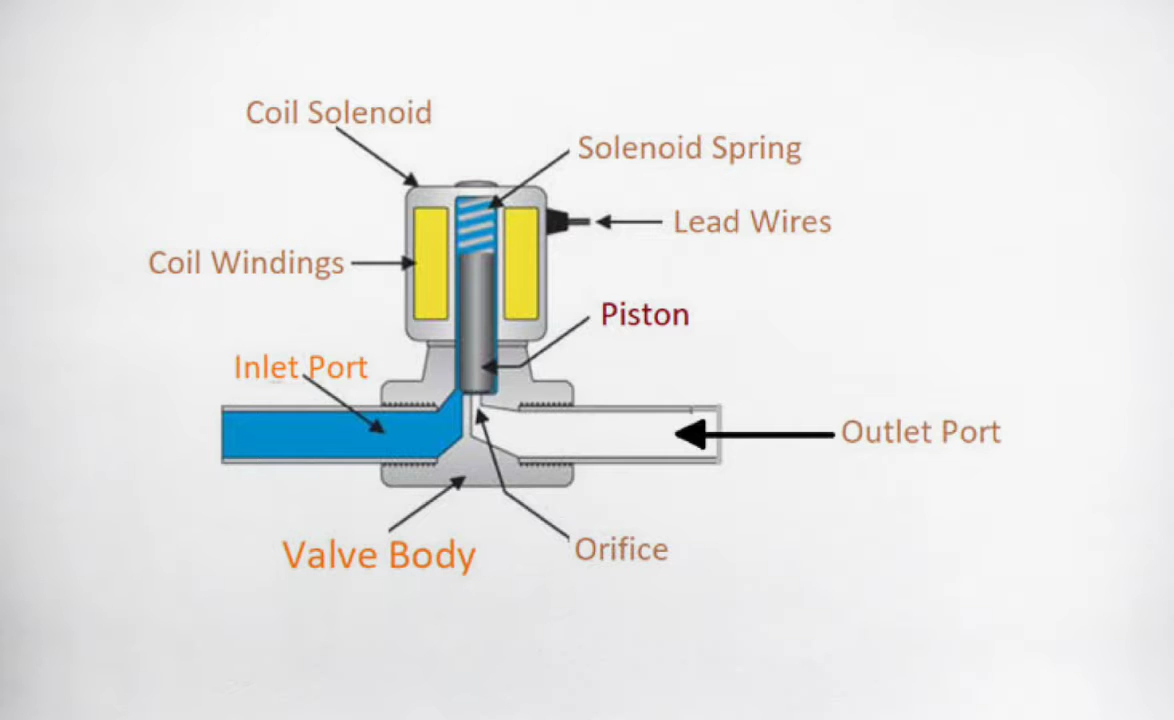 Coil Solenoid
Solenoid Spring
Lead Wires
Coil Windings
Piston
Inlet Port
Outlet Port
Valve Body
Orifice